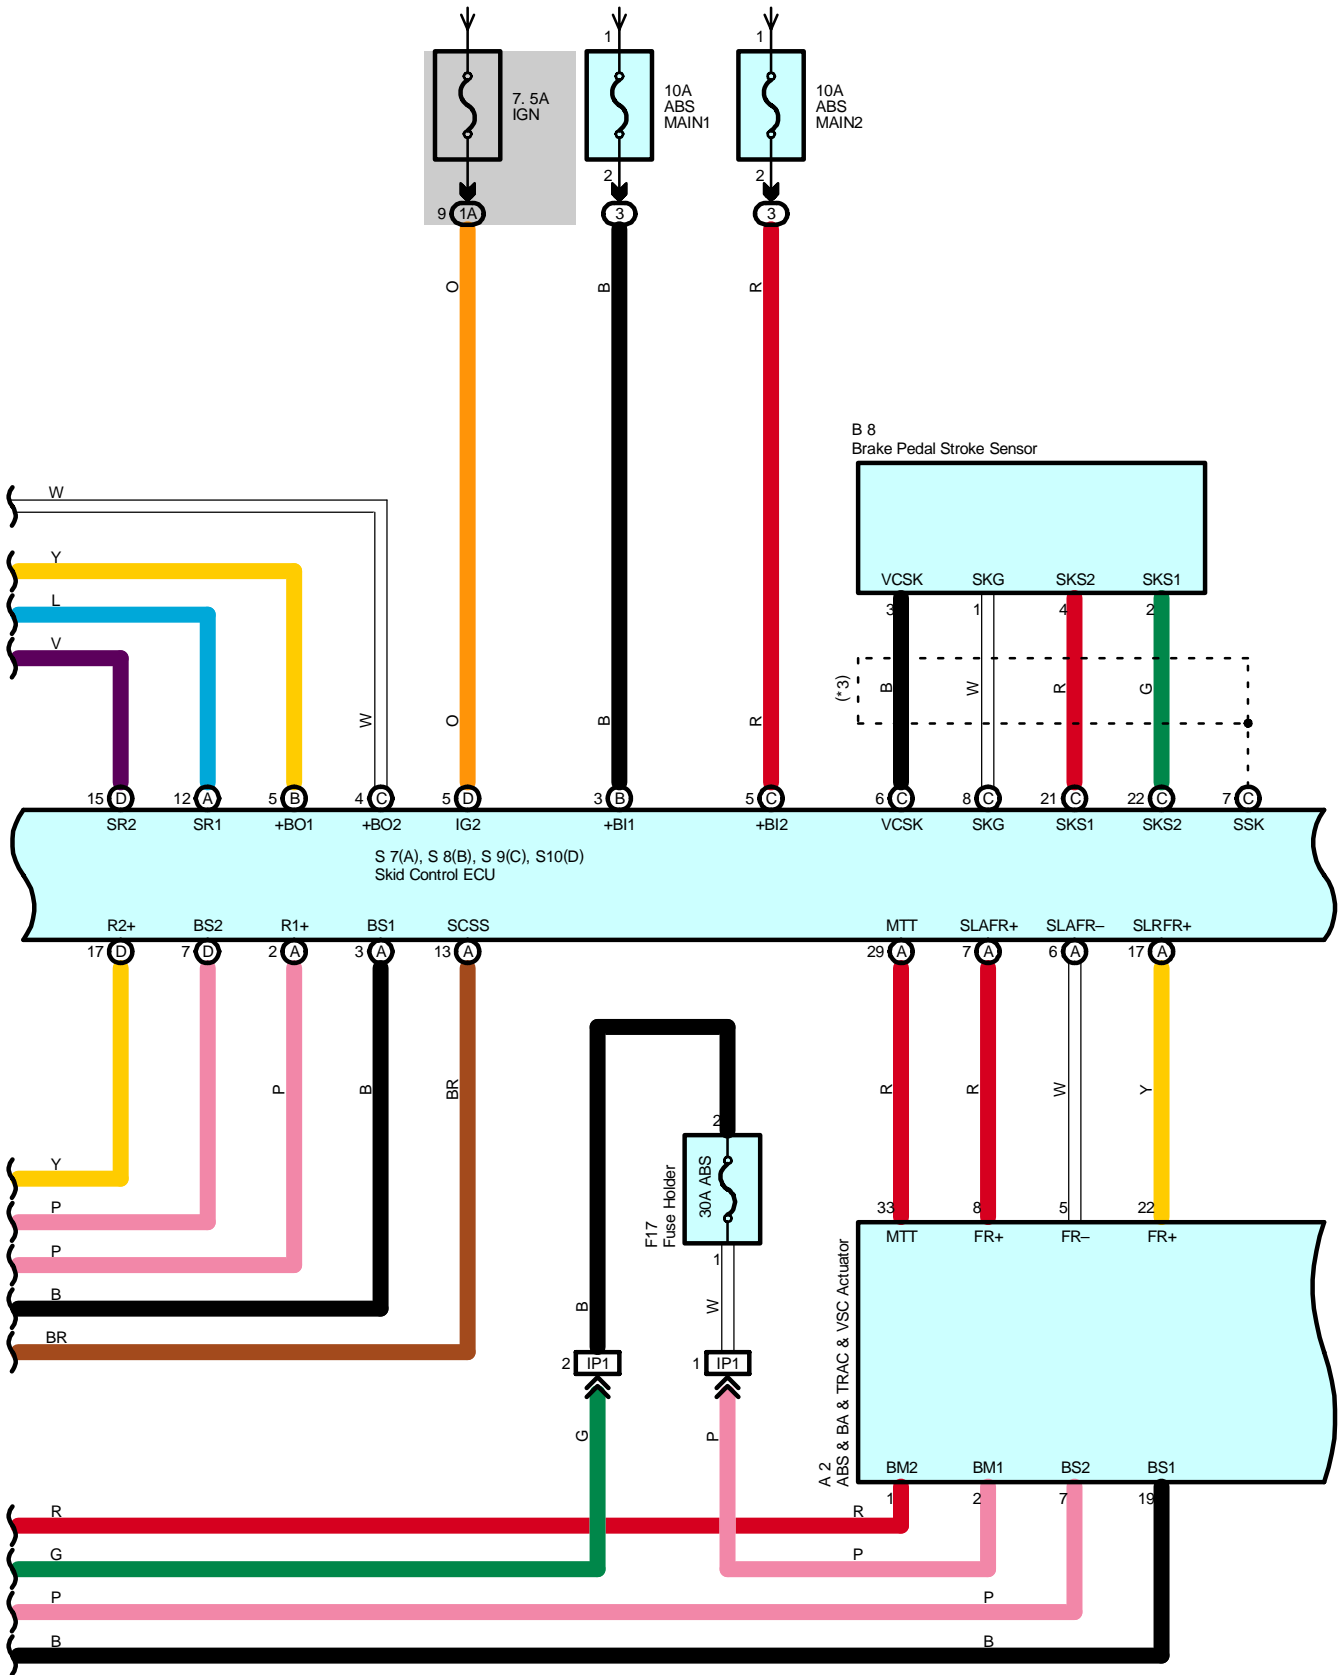 1
1
7. 5A
IGN
10A
ABS
MAIN1
10A
ABS
MAIN2
2
2
9 1A
3
3
O
B
R
B 8
Brake Pedal Stroke Sensor
W
Y
L
V
VCSK SKG SKS2 SKS1
3 1 4 2
(*3)
B W R G
W O B R
15 D 12 A 5 B 4 C 5 D 3 B 5 C 6 C 8 C 21 C 22 C 7 C
SR2 SR1 +BO1 +BO2 IG2 +BI1 +BI2 VCSK SKG SKS1 SKS2 SSK
S 7(A), S 8(B), S 9(C), S10(D)
Skid Control ECU
R2+ BS2 R1+ BS1 SCSS MTT SLAFR+ SLAFR– SLRFR+
17 D 7 D 2 A 3 A 13 A 29 A 7 A 6 A 17 A
P B BR R R W Y
2
30A ABS
F17
Fuse Holder
1
Y
P
P
B
BR
33 8 5 22
MTT FR+ FR– FR+
A 2
ABS & BA & TRAC & VSC Actuator
B W
2 IP1 1 IP1
G P
BM2 BM1 BS2 BS1
1 2 7 19
R R
G P
P P
B B